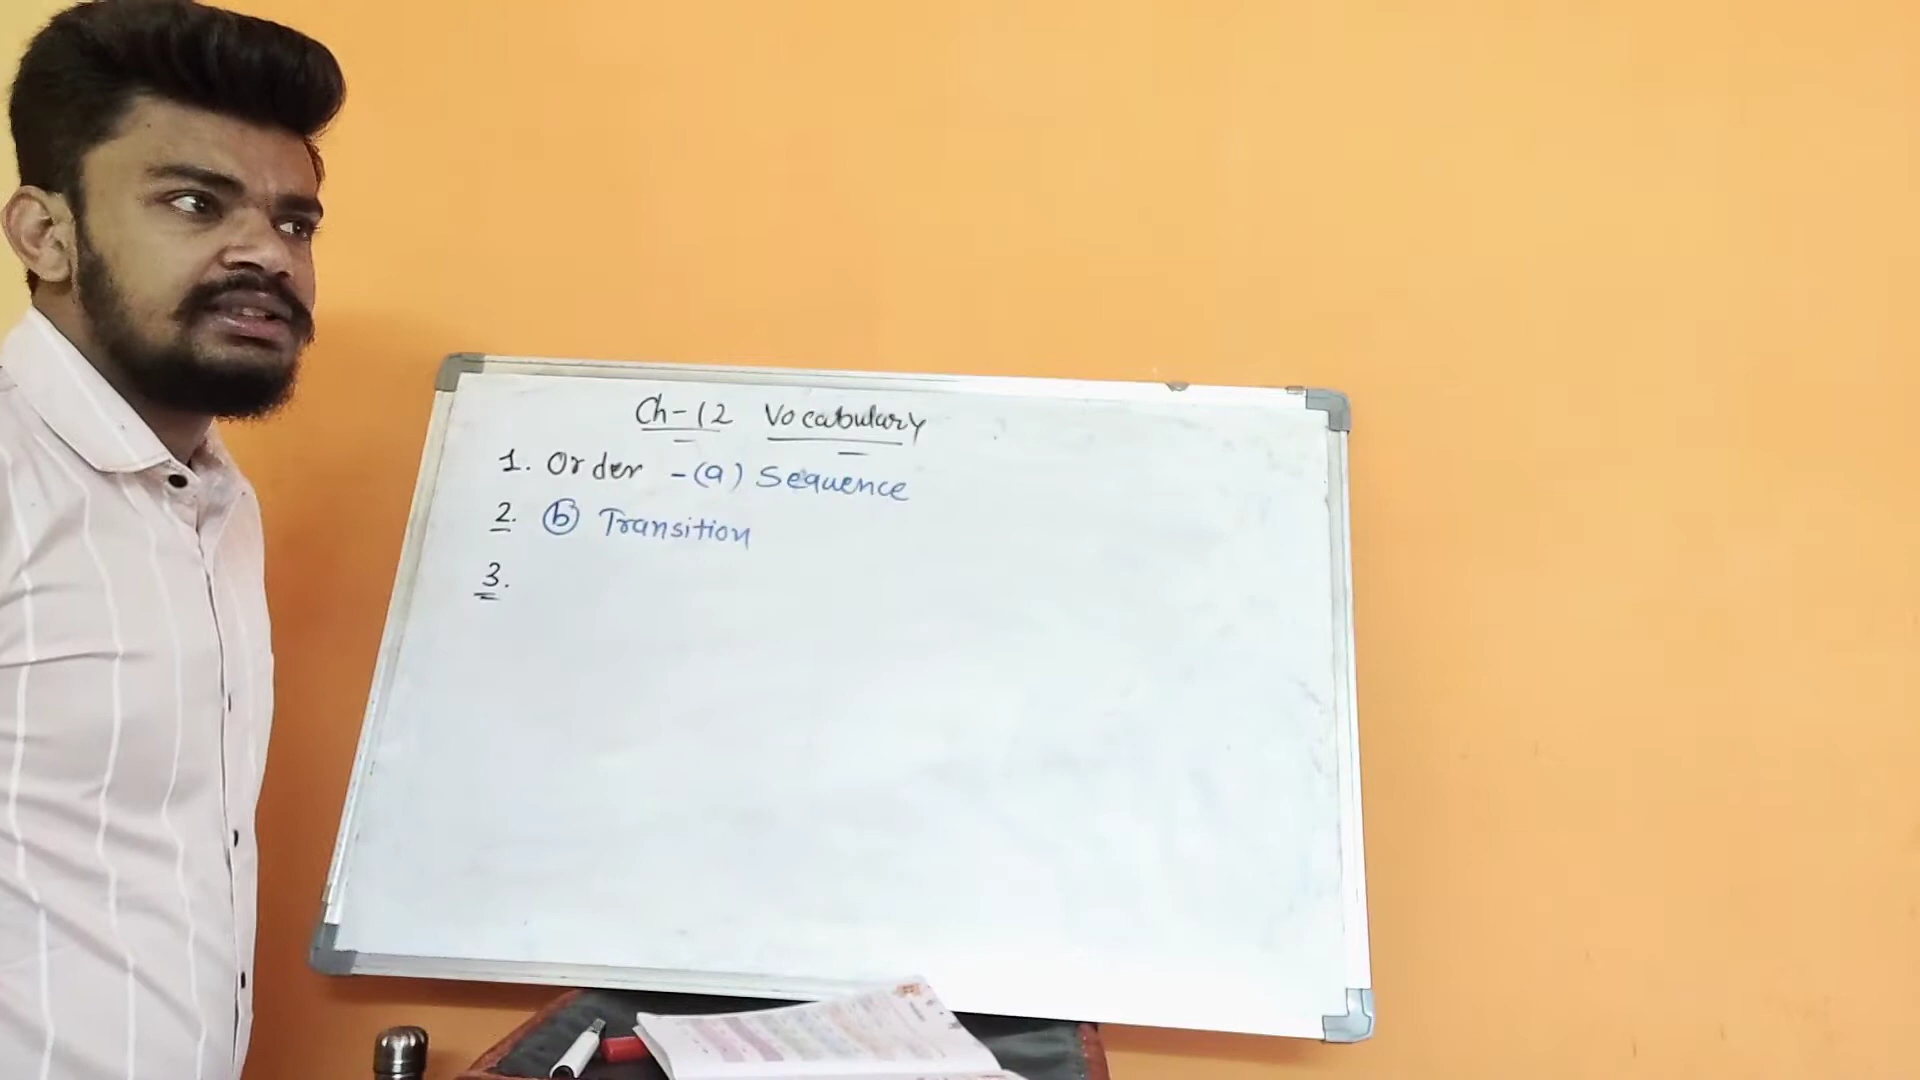 Ch-12 Vocabulary
1. Order - (a) Sequence
2. (b) Transition
3.